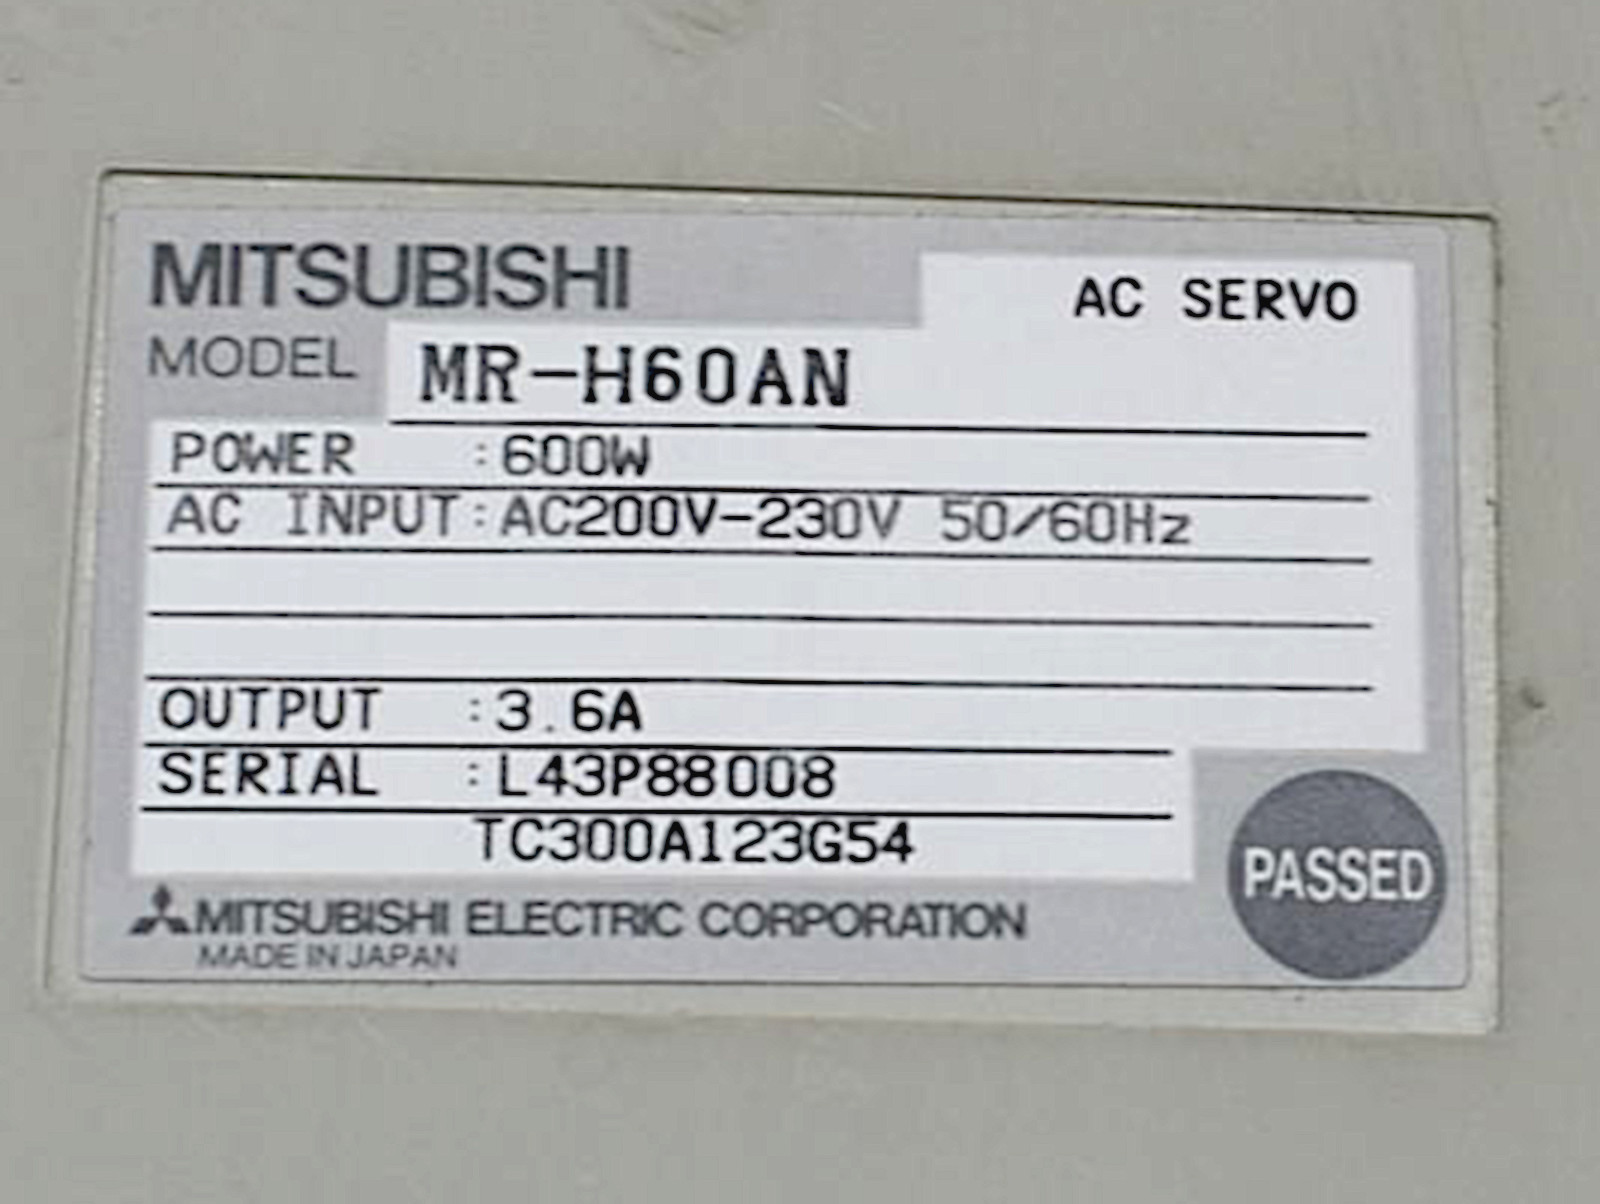 MITSUBISHI
AC SERVO
MODEL MR-H60AN
POWER :600W
AC INPUT:AC200V-230V 50/60Hz
OUTPUT :3.6A
SERIAL :L43P88008
TC300A123G54
PASSED
MITSUBISHI ELECTRIC CORPORATION
MADE IN JAPAN